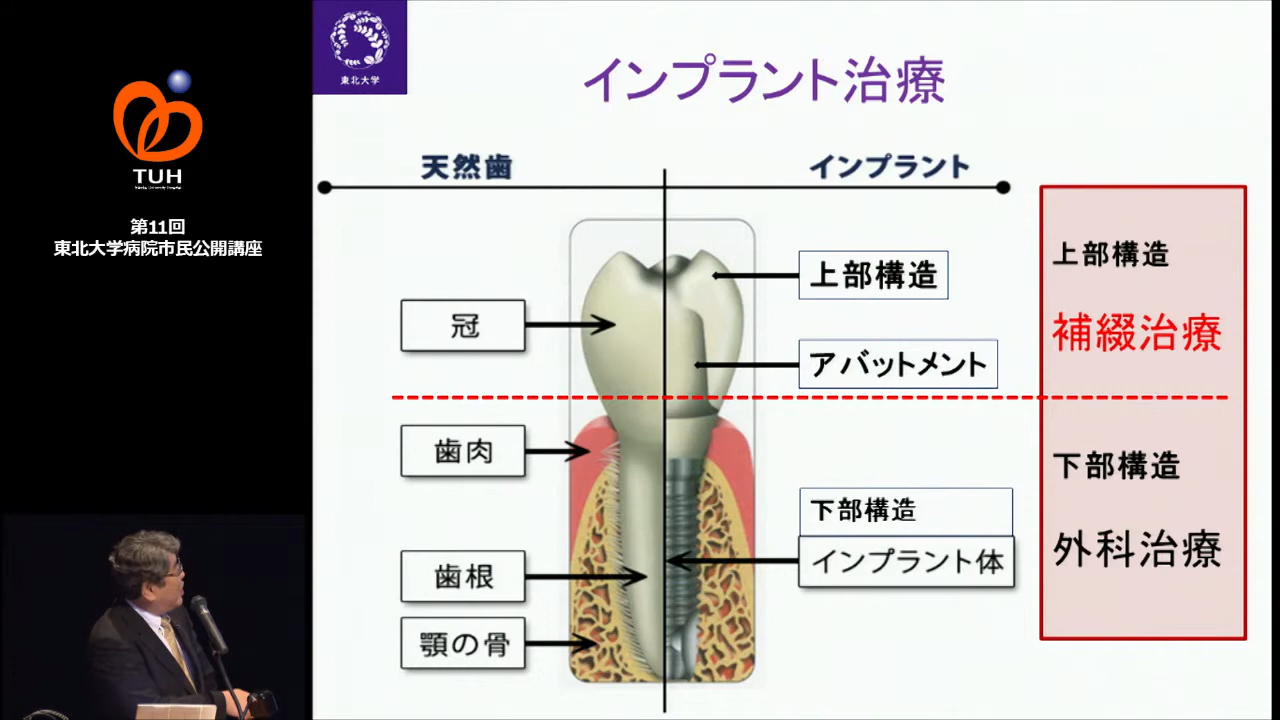 TUH
Tohoku University Hospital
第11回
東北大学病院市民公開講座
東北大学
インプラント治療
天然歯
インプラント
冠
歯肉
歯根
顎の骨
上部構造
アバットメント
下部構造
インプラント体
上部構造
補綴治療
下部構造
外科治療